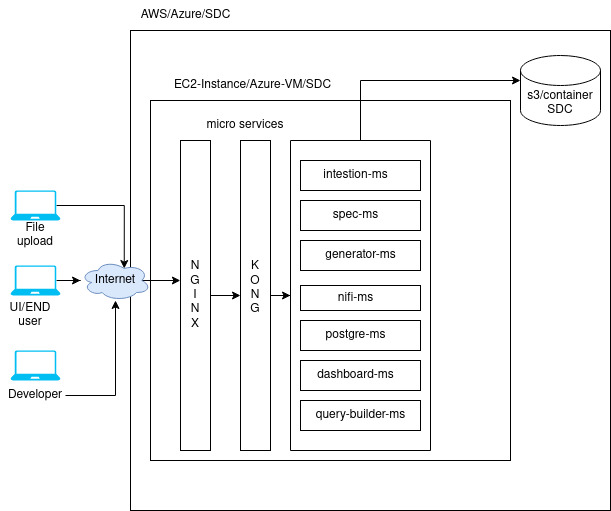 AWS/Azure/SDC
EC2-Instance/Azure-VM/SDC
s3/container
SDC
micro services
intestion-ms
spec-ms
generator-ms
nifi-ms
postgre-ms
dashboard-ms
query-builder-ms
N
G
I
N
X
K
O
N
G
File
upload
Internet
UI/END
user
Developer